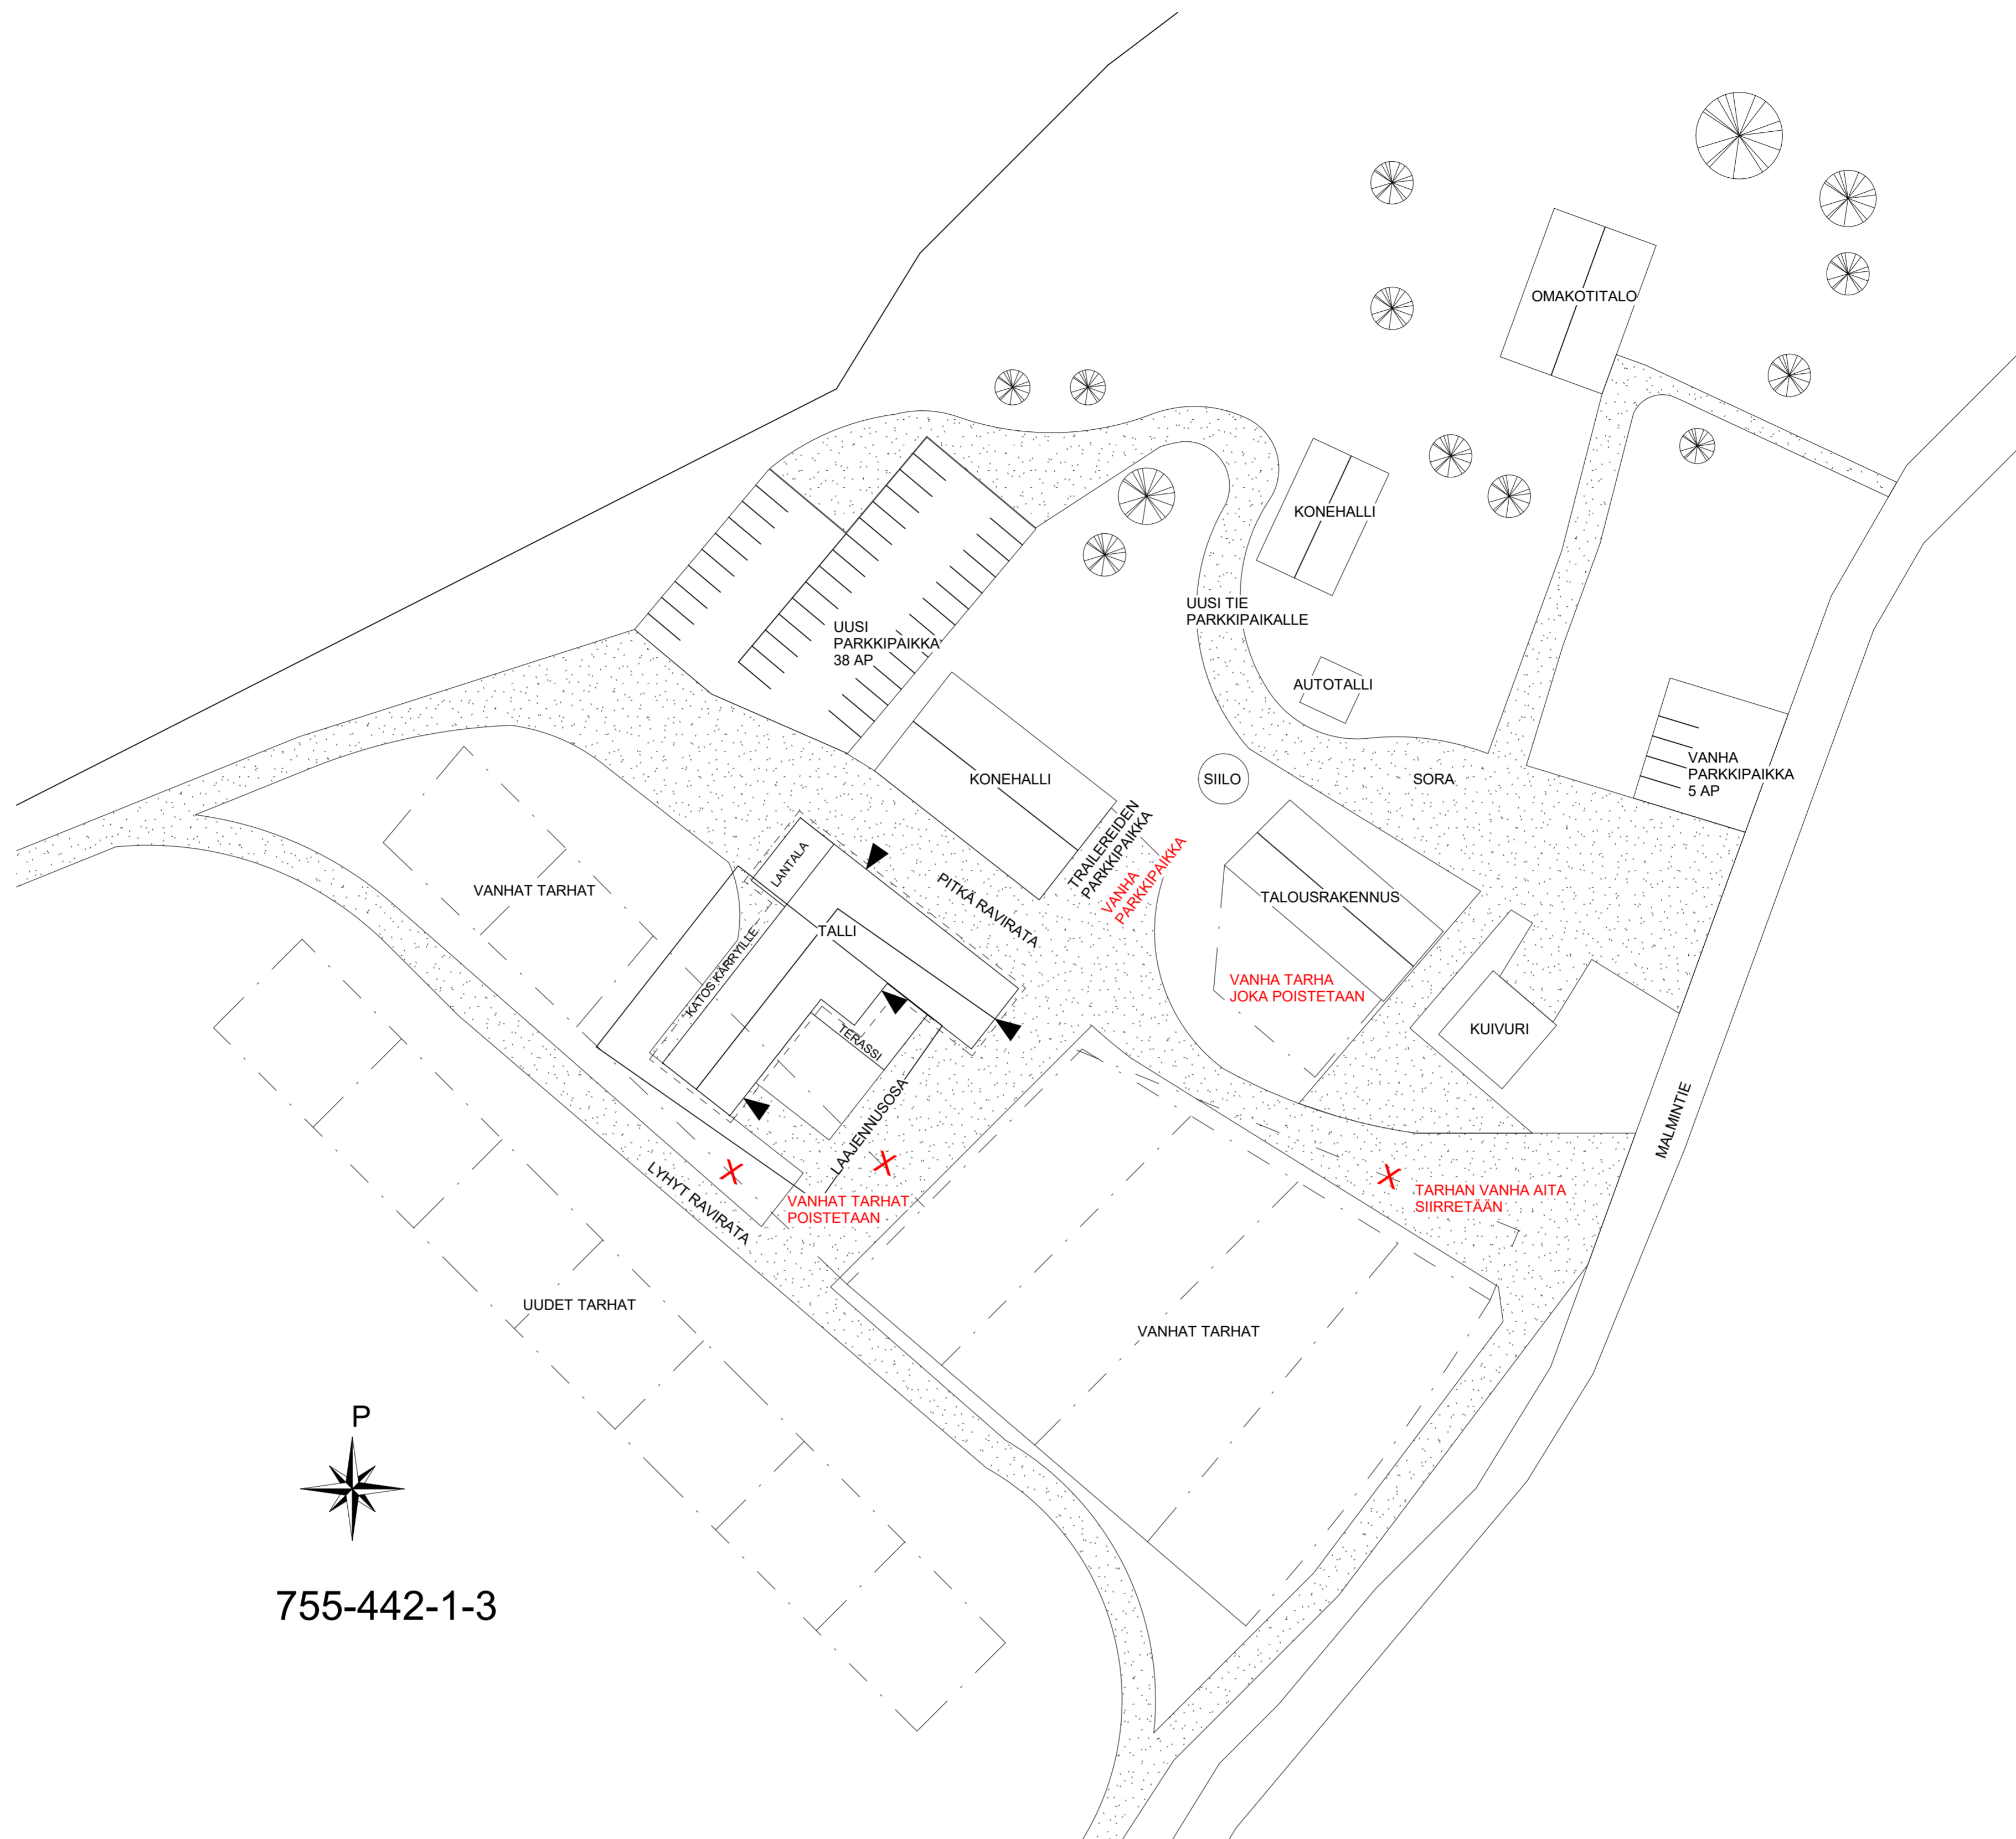 OMAKOTITALO
KONEHALLI
UUSI TIE
PARKKIPAIKALLE
UUSI
PARKKIPAIKKA
38 AP
AUTOTALLI
VANHA
PARKKIPAIKKA
5 AP
KONEHALLI
SIILO
SORA
TRAILEREIDEN
PARKKIPAIKKA
VANHA
PARKKIPAIKKA
LANTALA
VANHAT TARHAT
PITKÄ RAVIRATA
TALOUSRAKENNUS
TALLI
KATOS KÄRRYILLE
VANHA TARHA
JOKA POISTETAAN
TERASSI
KUIVURI
LAAJENNUSOSA
MALMINTIE
X
X
X
LYHYT RAVIRATA
VANHAT TARHAT
POISTETAAN
TARHAN VANHA AITA
SIIRRETÄÄN
UUDET TARHAT
VANHAT TARHAT
P
755-442-1-3